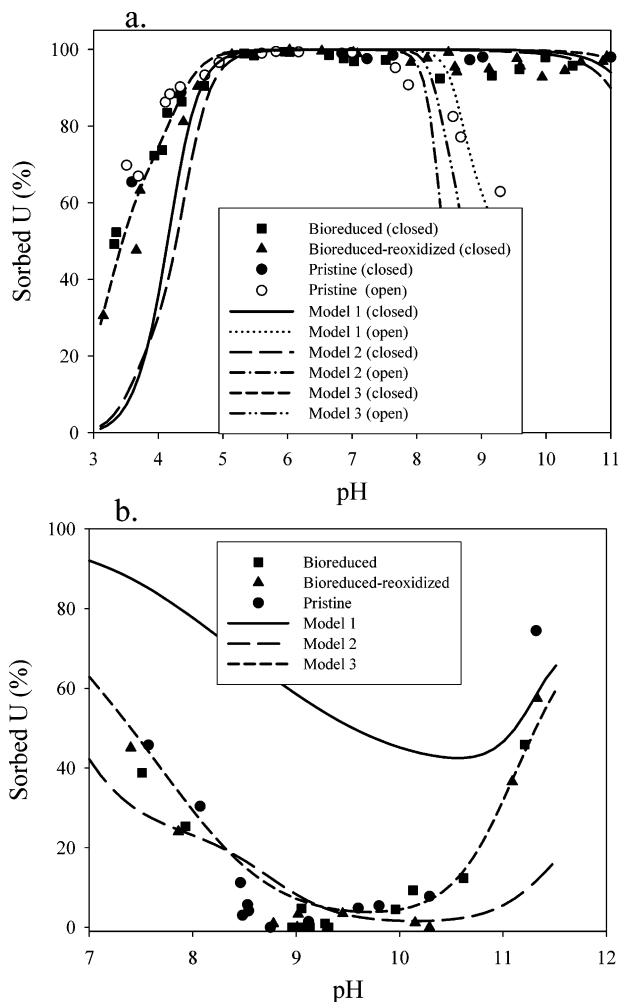 a.
100
80
60
40
20
0
Sorbed U (%)
Bioreduced (closed)
Bioreduced-reoxidized (closed)
Pristine (closed)
Pristine (open)
Model 1 (closed)
Model 1 (open)
Model 2 (closed)
Model 2 (open)
Model 3 (closed)
Model 3 (open)
3 4 5 6 7 8 9 10 11
pH
b.
100
80
60
40
20
0
Sorbed U (%)
Bioreduced
Bioreduced-reoxidized
Pristine
Model 1
Model 2
Model 3
7 8 9 10 11 12
pH